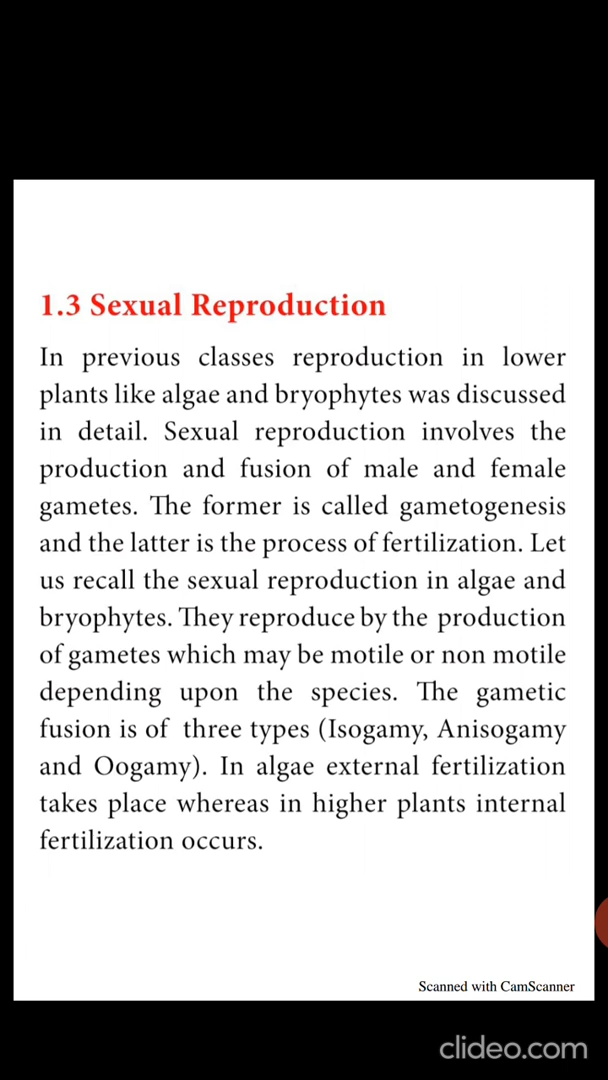 1.3 Sexual Reproduction
In previous classes reproduction in lower
plants like algae and bryophytes was discussed
in detail. Sexual reproduction involves the
production and fusion of male and female
gametes. The former is called gametogenesis
and the latter is the process of fertilization. Let
us recall the sexual reproduction in algae and
bryophytes. They reproduce by the production
of gametes which may be motile or non motile
depending upon the species. The gametic
fusion is of three types (Isogamy, Anisogamy
and Oogamy). In algae external fertilization
takes place whereas in higher plants internal
fertilization occurs.
Scanned with CamScanner
clideo.com